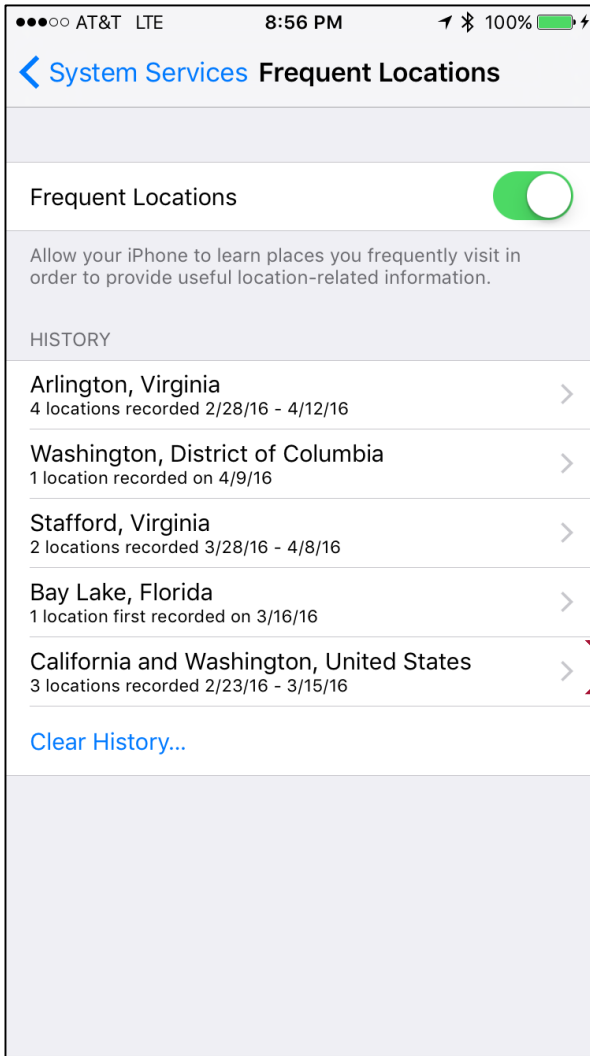 AT&T LTE 8:56 PM 100%
System Services Frequent Locations
Frequent Locations
Allow your iPhone to learn places you frequently visit in
order to provide useful location-related information.
HISTORY
Arlington, Virginia
4 locations recorded 2/28/16 - 4/12/16
Washington, District of Columbia
1 location recorded on 4/9/16
Stafford, Virginia
2 locations recorded 3/28/16 - 4/8/16
Bay Lake, Florida
1 location first recorded on 3/16/16
California and Washington, United States
3 locations recorded 2/23/16 - 3/15/16
Clear History...